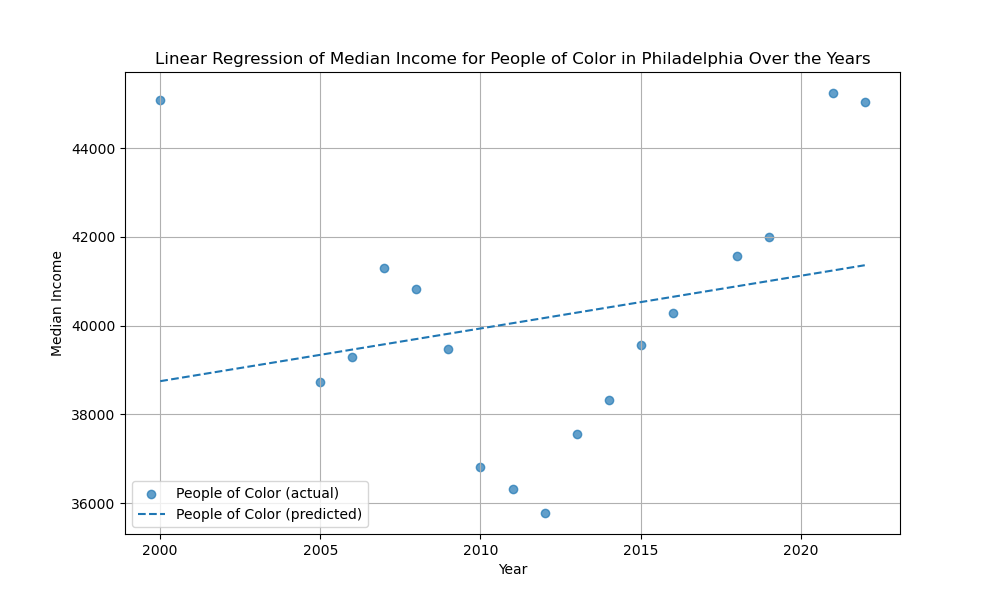 Linear Regression of Median Income for People of Color in Philadelphia Over the Years
Median Income
44000
42000
40000
38000
36000
People of Color (actual)
People of Color (predicted)
2000
2005
2010
2015
2020
Year